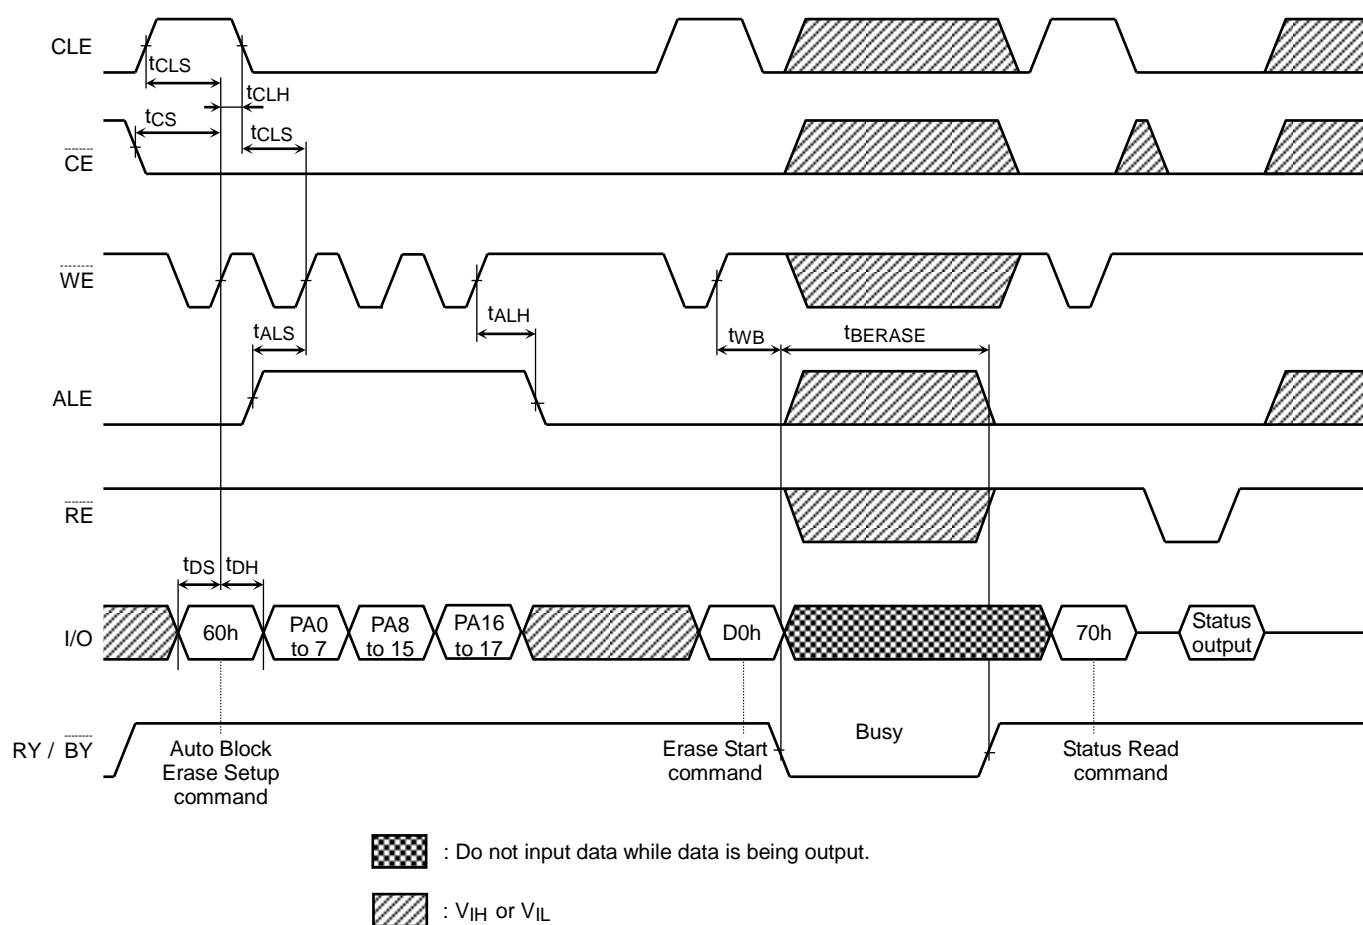 CLE
tCLS
tCLH
tCS
tCLS
CE
WE
tALS
tALH
tWB
tBERASE
ALE
RE
tDS
tDH
I/O
60h
PA0
to 7
PA8
to 15
PA16
to 17
D0h
70h
Status
output
RY / BY
Auto Block
Erase Setup
command
Erase Start
command
Busy
Status Read
command
: Do not input data while data is being output.
: VIH or VIL